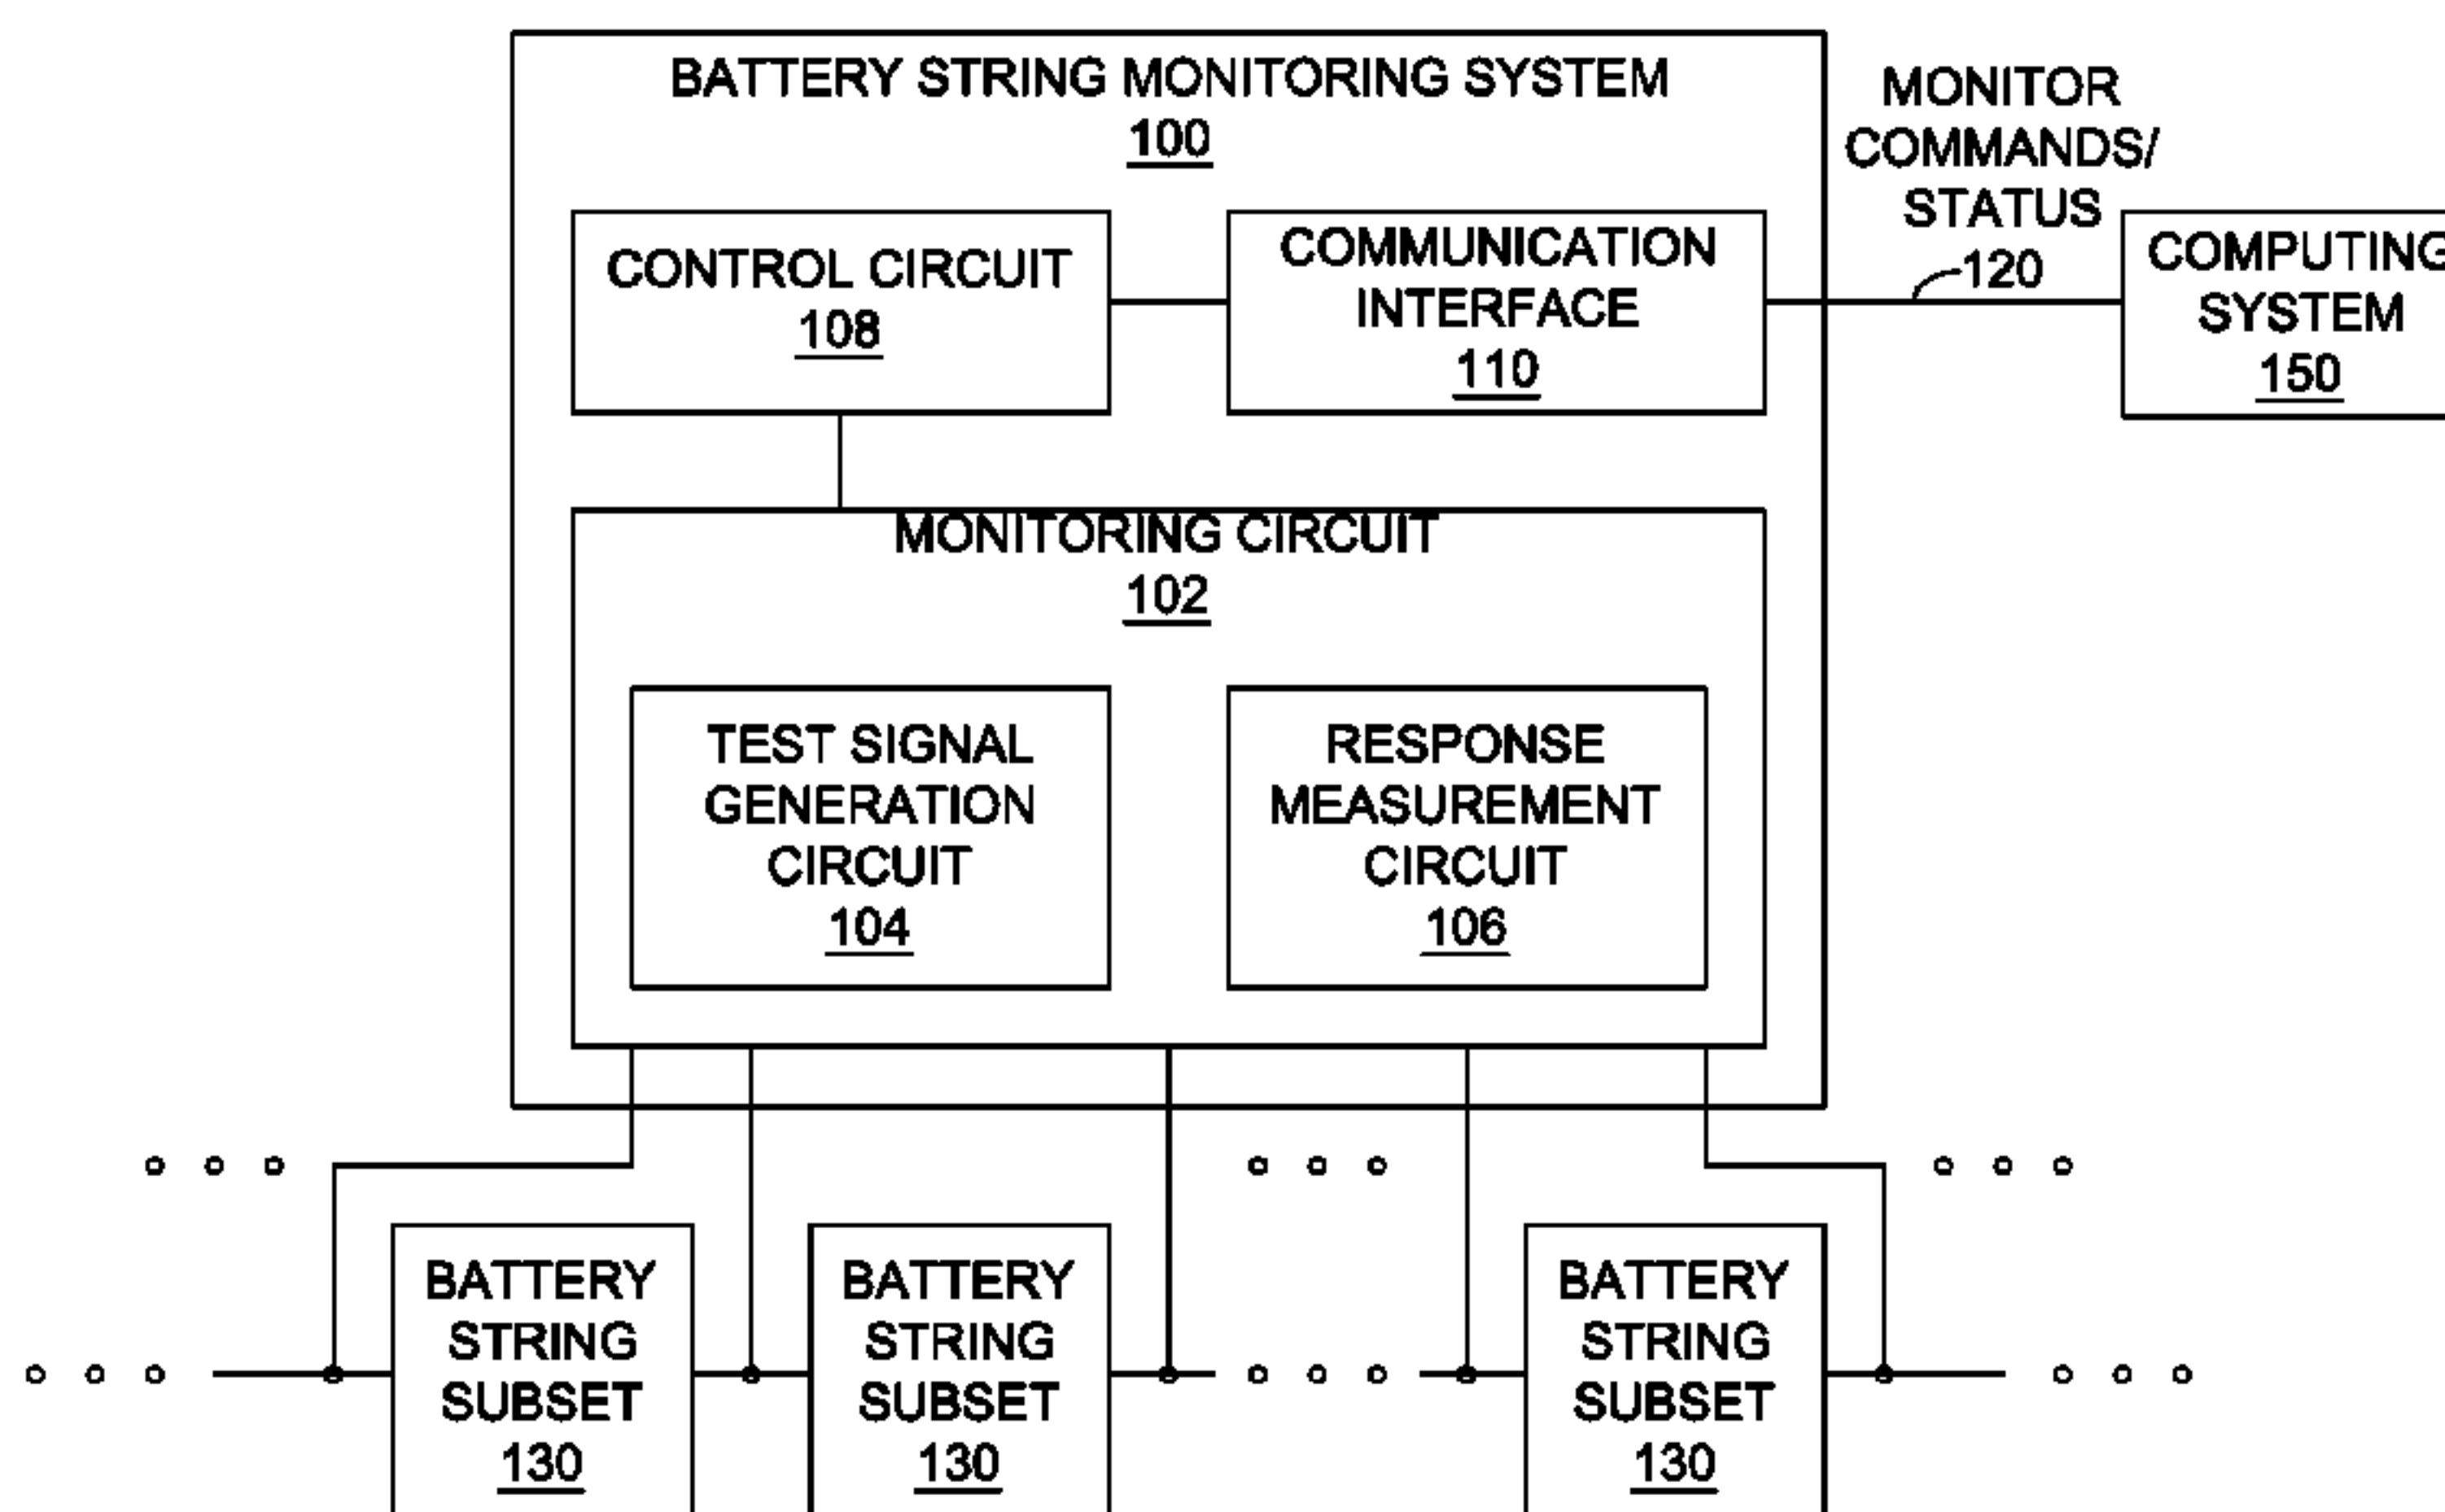 BATTERY STRING MONITORING SYSTEM
100
MONITOR
COMMANDS/
STATUS
120
CONTROL CIRCUIT
108
COMMUNICATION
INTERFACE
110
COMPUTING
SYSTEM
150
MONITORING CIRCUIT
102
TEST SIGNAL
GENERATION
CIRCUIT
104
RESPONSE
MEASUREMENT
CIRCUIT
106
BATTERY
STRING
SUBSET
130
BATTERY
STRING
SUBSET
130
BATTERY
STRING
SUBSET
130